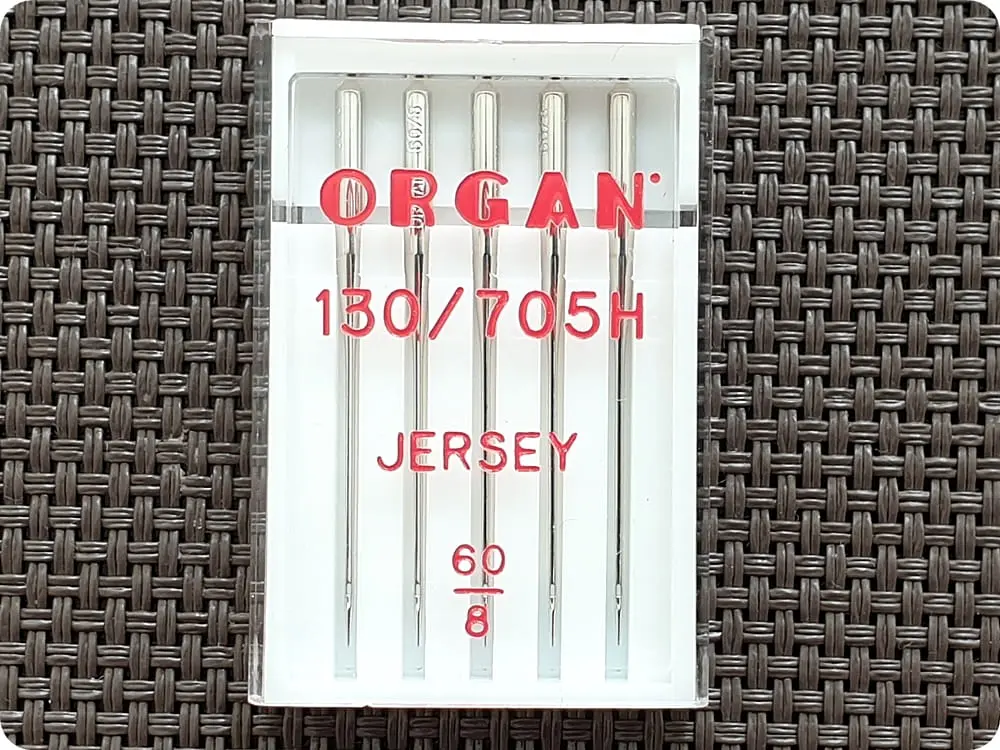 ORGAN
130/705H
JERSEY
60
8